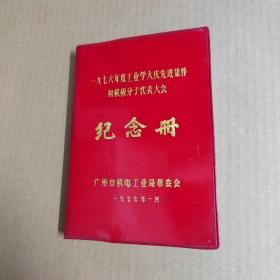 一九七六年度工业学大庆先进集体
和积极分子代表大会
纪念册
广州市机电工业局革委会
一九七七年一月